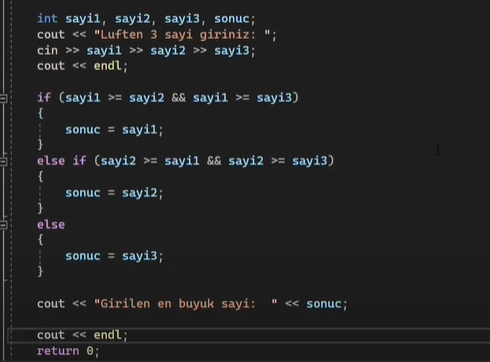 int sayi1, sayi2, sayi3, sonuc;
cout << "Luften 3 sayi giriniz: ";
cin >> sayi1 >> sayi2 >> sayi3;
cout << endl;
if (sayi1 >= sayi2 && sayi1 >= sayi3)
{
sonuc = sayi1;
}
else if (sayi2 >= sayi1 && sayi2 >= sayi3)
{
sonuc = sayi2;
}
else
{
sonuc = sayi3;
}
cout << "Girilen en buyuk sayi:  " << sonuc;
cout << endl;
return 0;